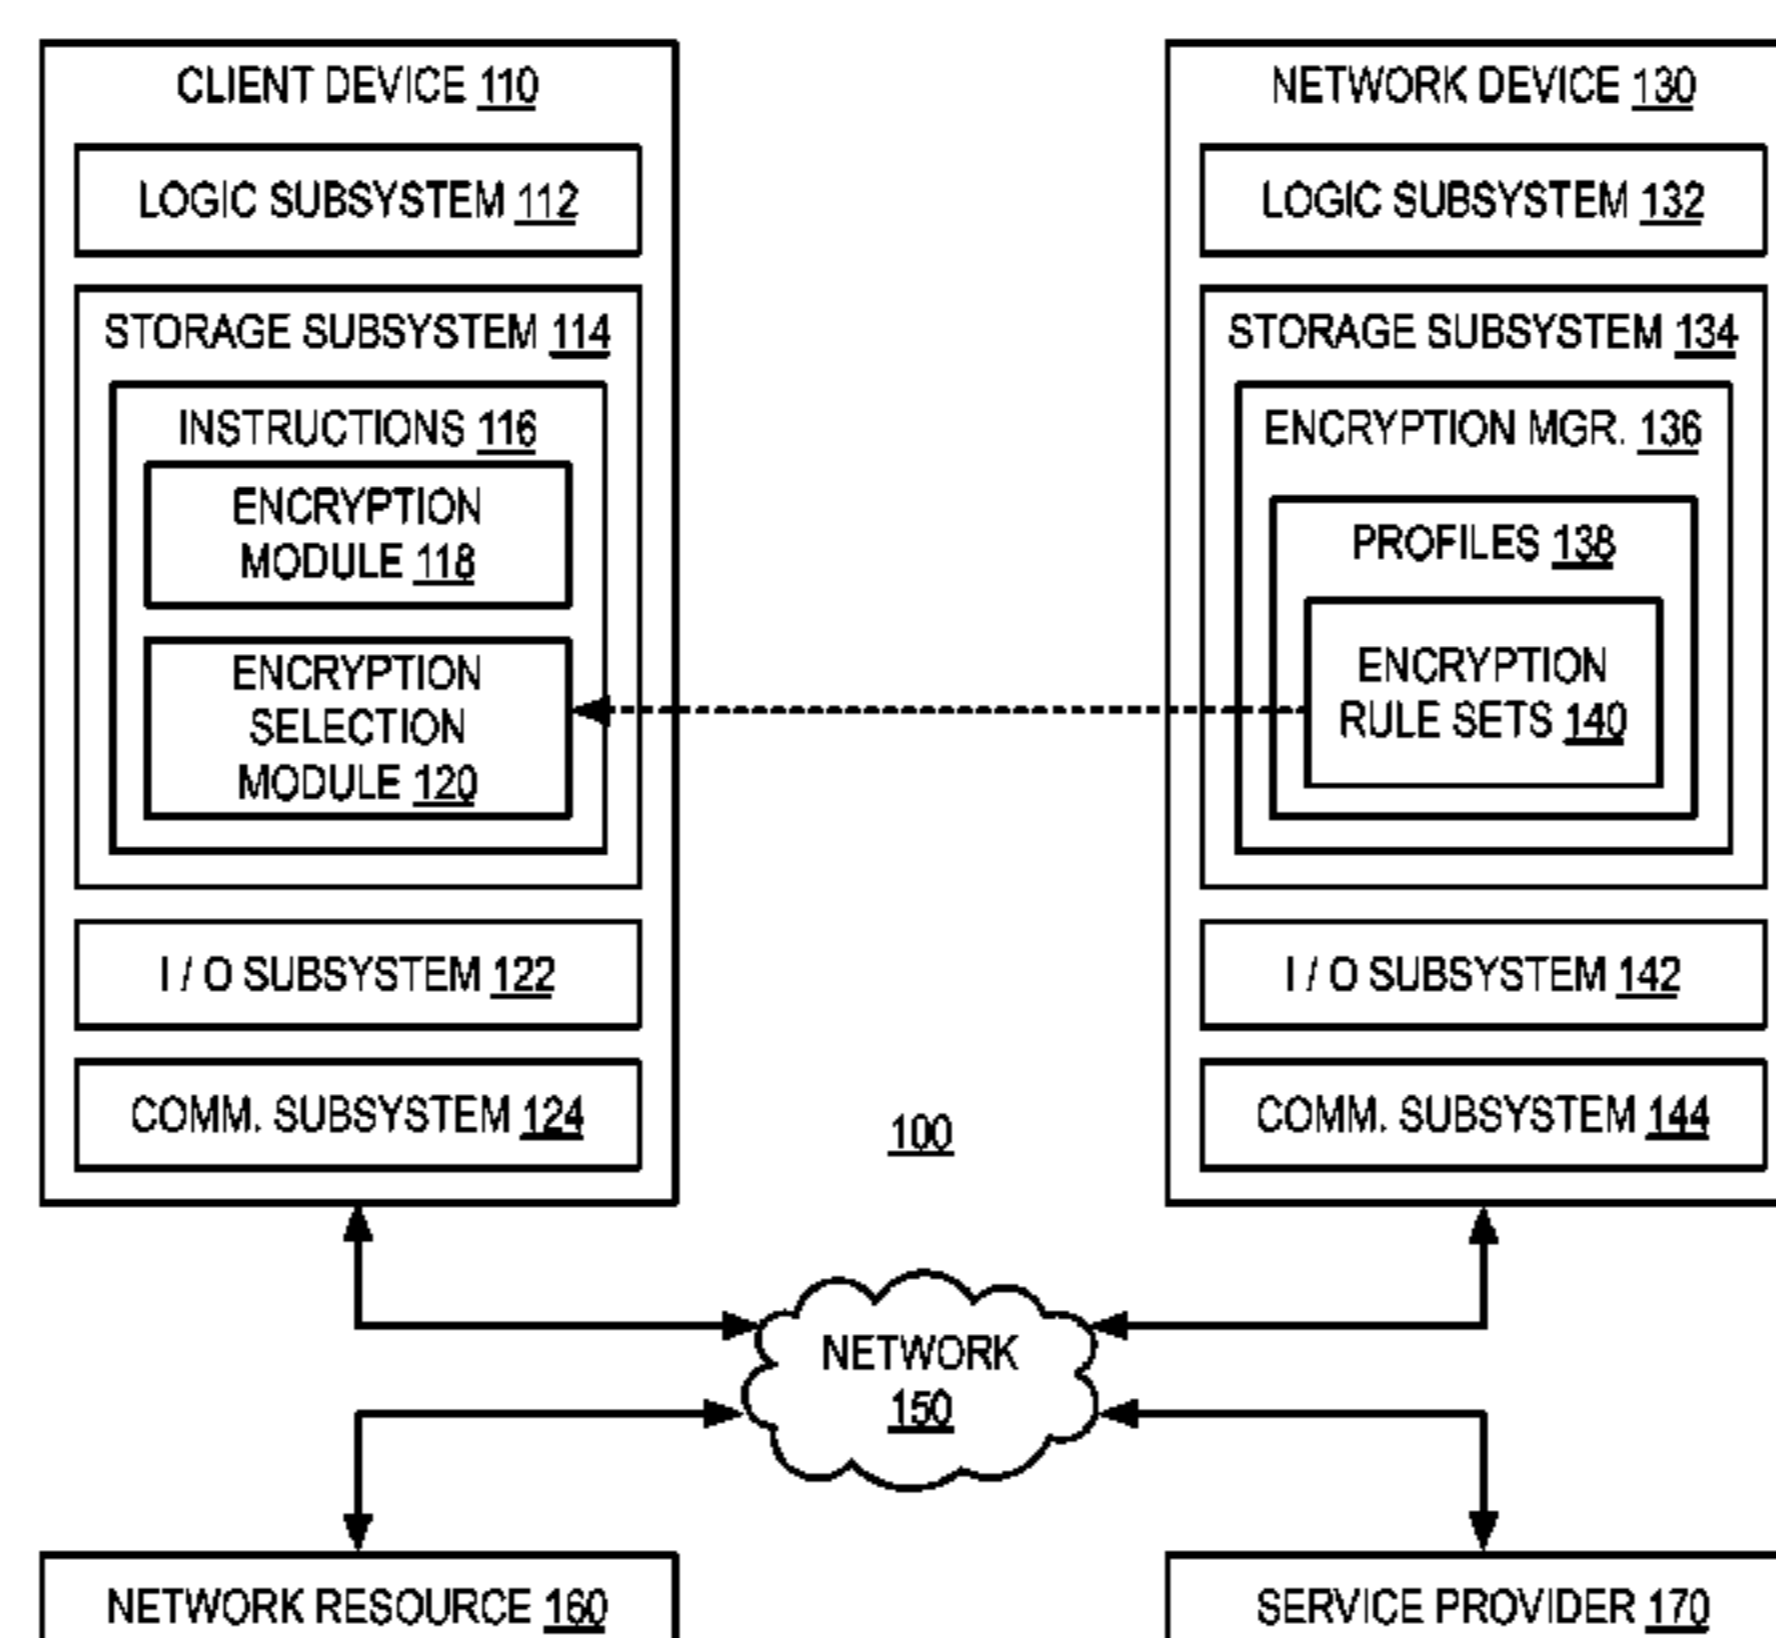 CLIENT DEVICE 110
LOGIC SUBSYSTEM 112
STORAGE SUBSYSTEM 114
INSTRUCTIONS 116
ENCRYPTION
MODULE 118
ENCRYPTION
SELECTION
MODULE 120
I / O SUBSYSTEM 122
COMM. SUBSYSTEM 124
NETWORK DEVICE 130
LOGIC SUBSYSTEM 132
STORAGE SUBSYSTEM 134
ENCRYPTION MGR. 136
PROFILES 138
ENCRYPTION
RULE SETS 140
I / O SUBSYSTEM 142
COMM. SUBSYSTEM 144
100
NETWORK
150
NETWORK RESOURCE 160
SERVICE PROVIDER 170